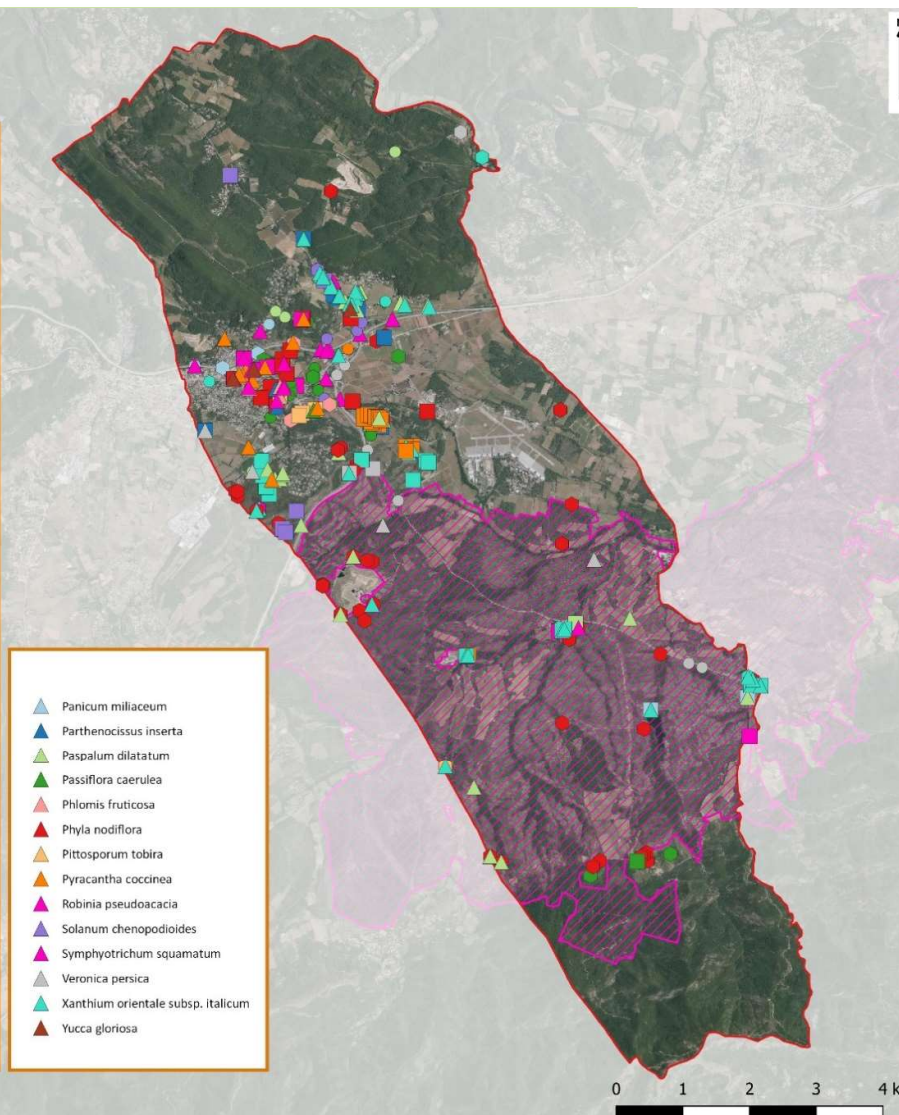 Panicum miliaceum
Parthenocissus inserta
Paspalum dilatatum
Passiflora caerulea
Phlomis fruticosa
Phyla nodiflora
Pittosporum tobira
Pyracantha coccinea
Robinia pseudoacacia
Solanum chenopodioides
Symphyotrichum squamatum
Veronica persica
Xanthium orientale subsp. italicum
Yucca gloriosa
0 1 2 3 4 k